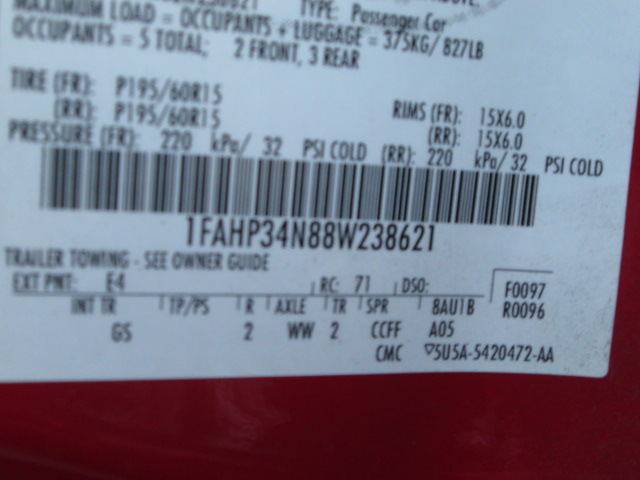 TYPE: Passenger Car
MAXIMUM LOAD = OCCUPANTS + LUGGAGE = 375KG/ 827LB
OCCUPANTS = 5 TOTAL; 2 FRONT, 3 REAR
TIRE (FR): P195/60R15 RIMS (FR): 15X6.0
(RR): P195/60R15 (RR): 15X6.0
PRESSURE (FR): 220 kPa/ 32 PSI COLD (RR): 220 kPa/ 32 PSI COLD
1FAHP34N88W238621
TRAILER TOWING - SEE OWNER GUIDE
EXT PNT: E4 RC: 71 DSO: F0097
INT TR TP/PS R AXLE TR SPR 8AU1B R0096
GS 2 WW 2 CCFF A05
CMC ▽5U5A-5420472-AA